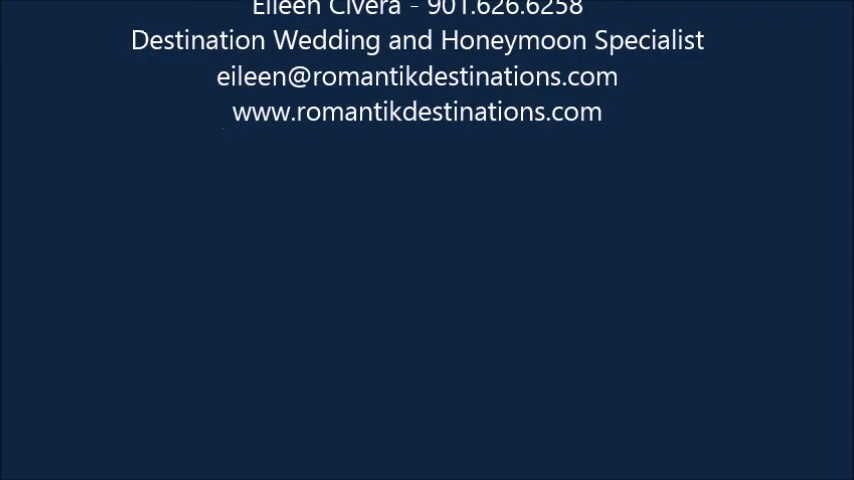 Eileen Civera - 901.626.6258
Destination Wedding and Honeymoon Specialist
eileen@romantikdestinations.com
www.romantikdestinations.com